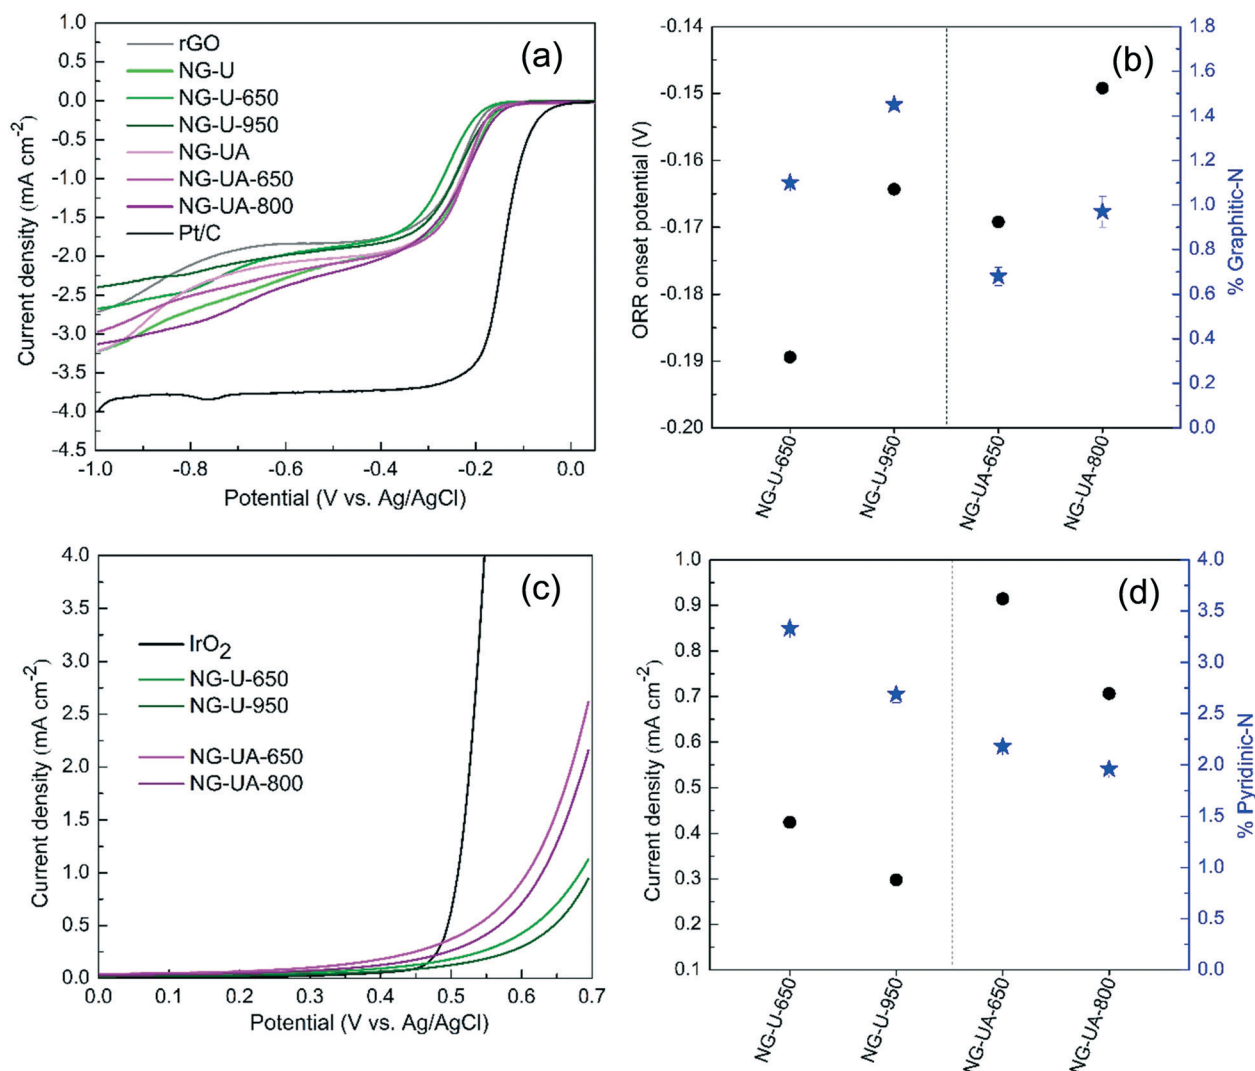 (a)
rGO
NG-U
NG-U-650
NG-U-950
NG-UA
NG-UA-650
NG-UA-800
Pt/C
1.0
0.5
0.0
-0.5
-1.0
-1.5
-2.0
-2.5
-3.0
-3.5
-4.0
-4.5
Current density (mA cm-2)
-1.0 -0.8 -0.6 -0.4 -0.2 0.0
Potential (V vs. Ag/AgCl)
(b)
-0.14
-0.15
-0.16
-0.17
-0.18
-0.19
-0.20
ORR onset potential (V)
1.8
1.6
1.4
1.2
1.0
0.8
0.6
0.4
0.2
0.0
% Graphitic-N
NG-U-650
NG-U-950
NG-UA-650
NG-UA-800
(c)
IrO2
NG-U-650
NG-U-950
NG-UA-650
NG-UA-800
4.0
3.5
3.0
2.5
2.0
1.5
1.0
0.5
0.0
Current density (mA cm-2)
0.0 0.1 0.2 0.3 0.4 0.5 0.6 0.7
Potential (V vs. Ag/AgCl)
(d)
1.0
0.9
0.8
0.7
0.6
0.5
0.4
0.3
0.2
0.1
Current density (mA cm-2)
4.0
3.5
3.0
2.5
2.0
1.5
1.0
0.5
0.0
% Pyridinic-N
NG-U-650
NG-U-950
NG-UA-650
NG-UA-800